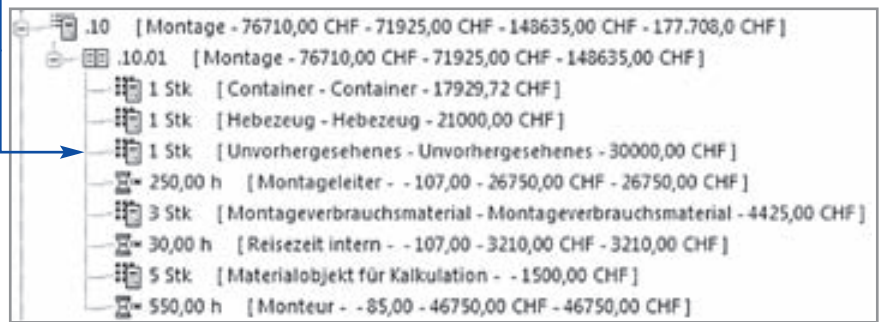 .10 [Montage - 76710,00 CHF - 71925,00 CHF - 148635,00 CHF - 177.708,0 CHF]
.10.01 [Montage - 76710,00 CHF - 71925,00 CHF - 148635,00 CHF]
1 Stk [Container - Container - 17929,72 CHF]
1 Stk [Hebezeug - Hebezeug - 21000,00 CHF]
1 Stk [Unvorhergesehenes - Unvorhergesehenes - 30000,00 CHF]
250,00 h [Montageleiter - - 107,00 - 26750,00 CHF - 26750,00 CHF]
3 Stk [Montageverbrauchsmaterial - Montageverbrauchsmaterial - 4425,00 CHF]
30,00 h [Reisezeit intern - - 107,00 - 3210,00 CHF - 3210,00 CHF]
5 Stk [Materialobjekt für Kalkulation - - 1500,00 CHF]
550,00 h [Monteur - - 85,00 - 46750,00 CHF - 46750,00 CHF]